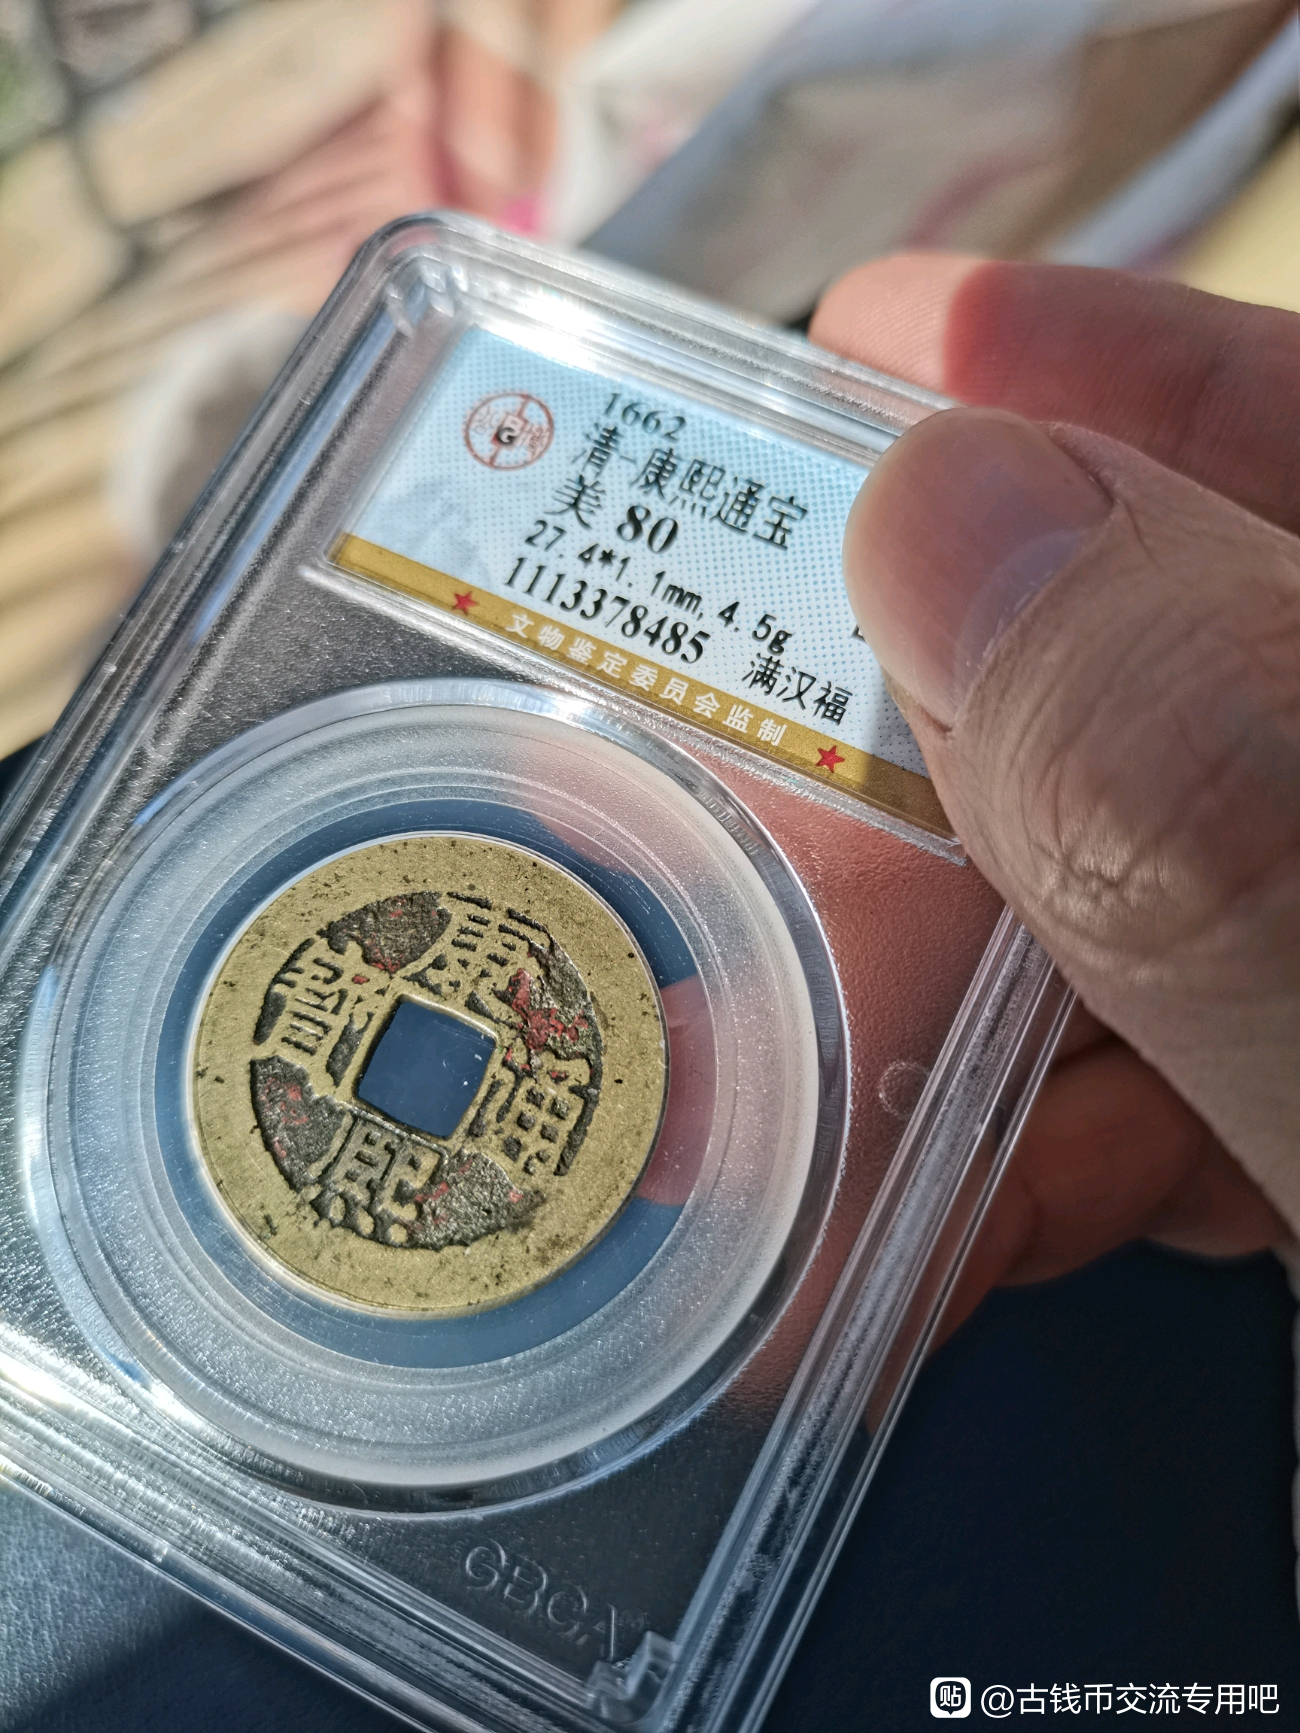 1662
清-康熙通宝
美 80
27.4*1.1mm, 4.5g
1113378485
满汉福
文物鉴定委员会监制
康熙通寶
GBCA
贴 @古钱币交流专用吧